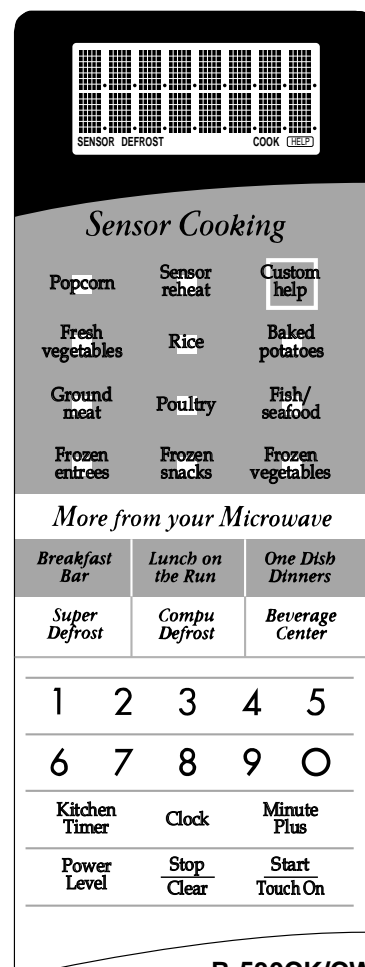 SENSOR DEFROST COOK HELP
Sensor Cooking
Popcorn Sensor reheat Custom help
Fresh vegetables Rice Baked potatoes
Ground meat Poultry Fish/ seafood
Frozen entrees Frozen snacks Frozen vegetables
More from your Microwave
Breakfast Bar Lunch on the Run One Dish Dinners
Super Defrost Compu Defrost Beverage Center
1 2 3 4 5
6 7 8 9 0
Kitchen Timer Clock Minute Plus
Power Level Stop Clear Start Touch On